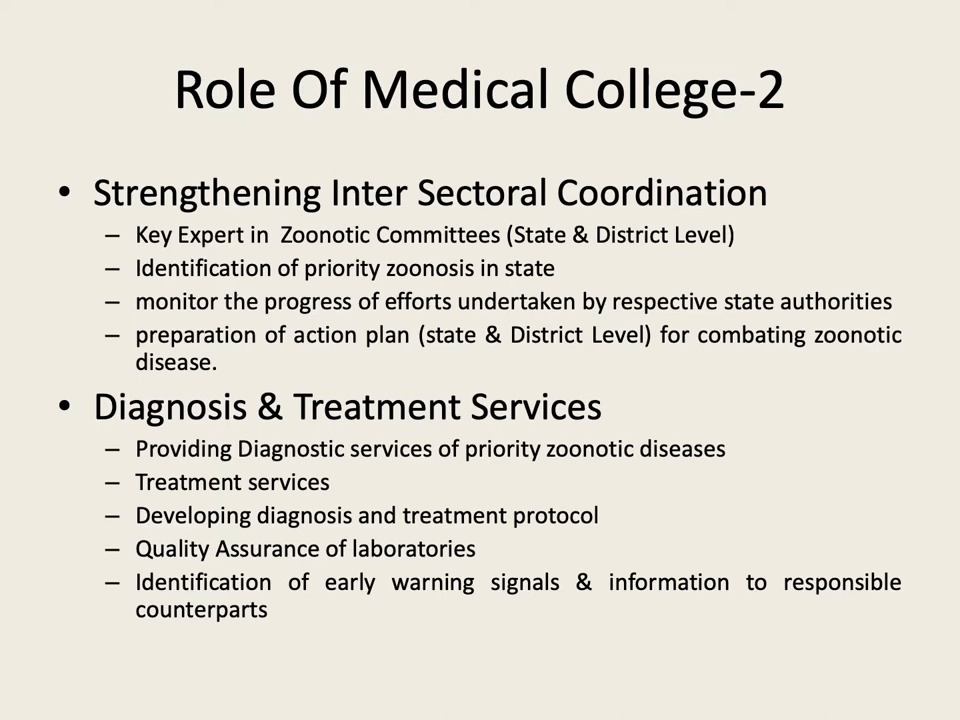 Role Of Medical College-2
• Strengthening Inter Sectoral Coordination
– Key Expert in  Zoonotic Committees (State & District Level)
– Identification of priority zoonosis in state
– monitor the progress of efforts undertaken by respective state authorities
– preparation of action plan (state & District Level) for combating zoonotic
disease.
• Diagnosis & Treatment Services
– Providing Diagnostic services of priority zoonotic diseases
– Treatment services
– Developing diagnosis and treatment protocol
– Quality Assurance of laboratories
– Identification of early warning signals & information to responsible
counterparts